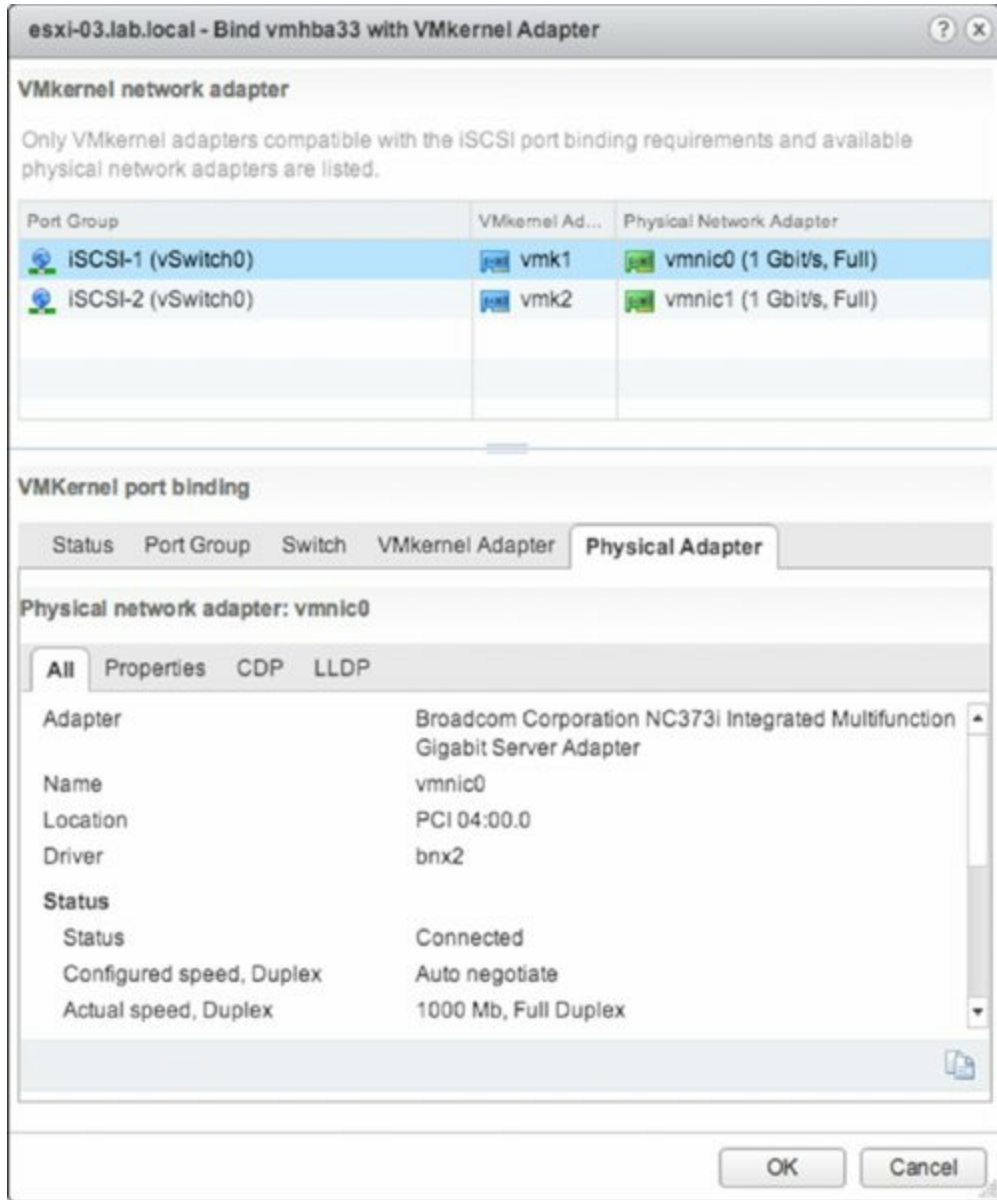 esxi-03.lab.local - Bind vmhba33 with VMkernel Adapter
VMkernel network adapter
Only VMkernel adapters compatible with the iSCSI port binding requirements and available
physical network adapters are listed.
Port Group VMkernel Ad... Physical Network Adapter
iSCSI-1 (vSwitch0) vmk1 vmnic0 (1 Gbit/s, Full)
iSCSI-2 (vSwitch0) vmk2 vmnic1 (1 Gbit/s, Full)
VMKernel port binding
Status Port Group Switch VMkernel Adapter Physical Adapter
Physical network adapter: vmnic0
All Properties CDP LLDP
Adapter Broadcom Corporation NC373i Integrated Multifunction
Gigabit Server Adapter
Name vmnic0
Location PCI 04:00.0
Driver bnx2
Status
Status Connected
Configured speed, Duplex Auto negotiate
Actual speed, Duplex 1000 Mb, Full Duplex
OK Cancel